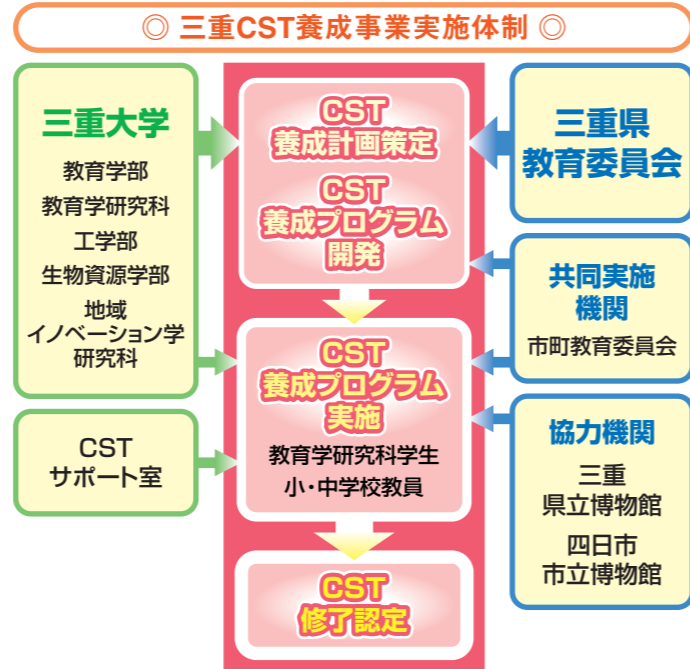 ◎ 三重CST養成事業実施体制 ◎
三重大学
教育学部
教育学研究科
工学部
生物資源学部
地域
イノベーション学
研究科
CST
サポート室
CST
養成計画策定
CST
養成プログラム
開発
CST
養成プログラム
実施
教育学研究科学生
小・中学校教員
CST
修了認定
三重県
教育委員会
共同実施
機関
市町教育委員会
協力機関
三重
県立博物館
四日市
市立博物館